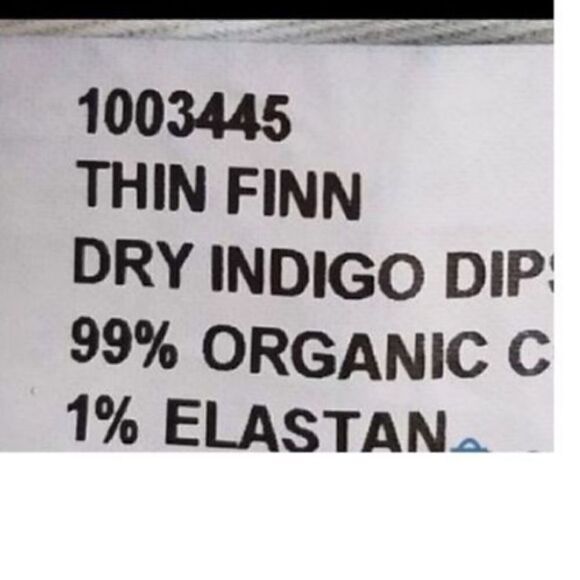 1003445
THIN FINN
DRY INDIGO DIP
99% ORGANIC C
1% ELASTAN